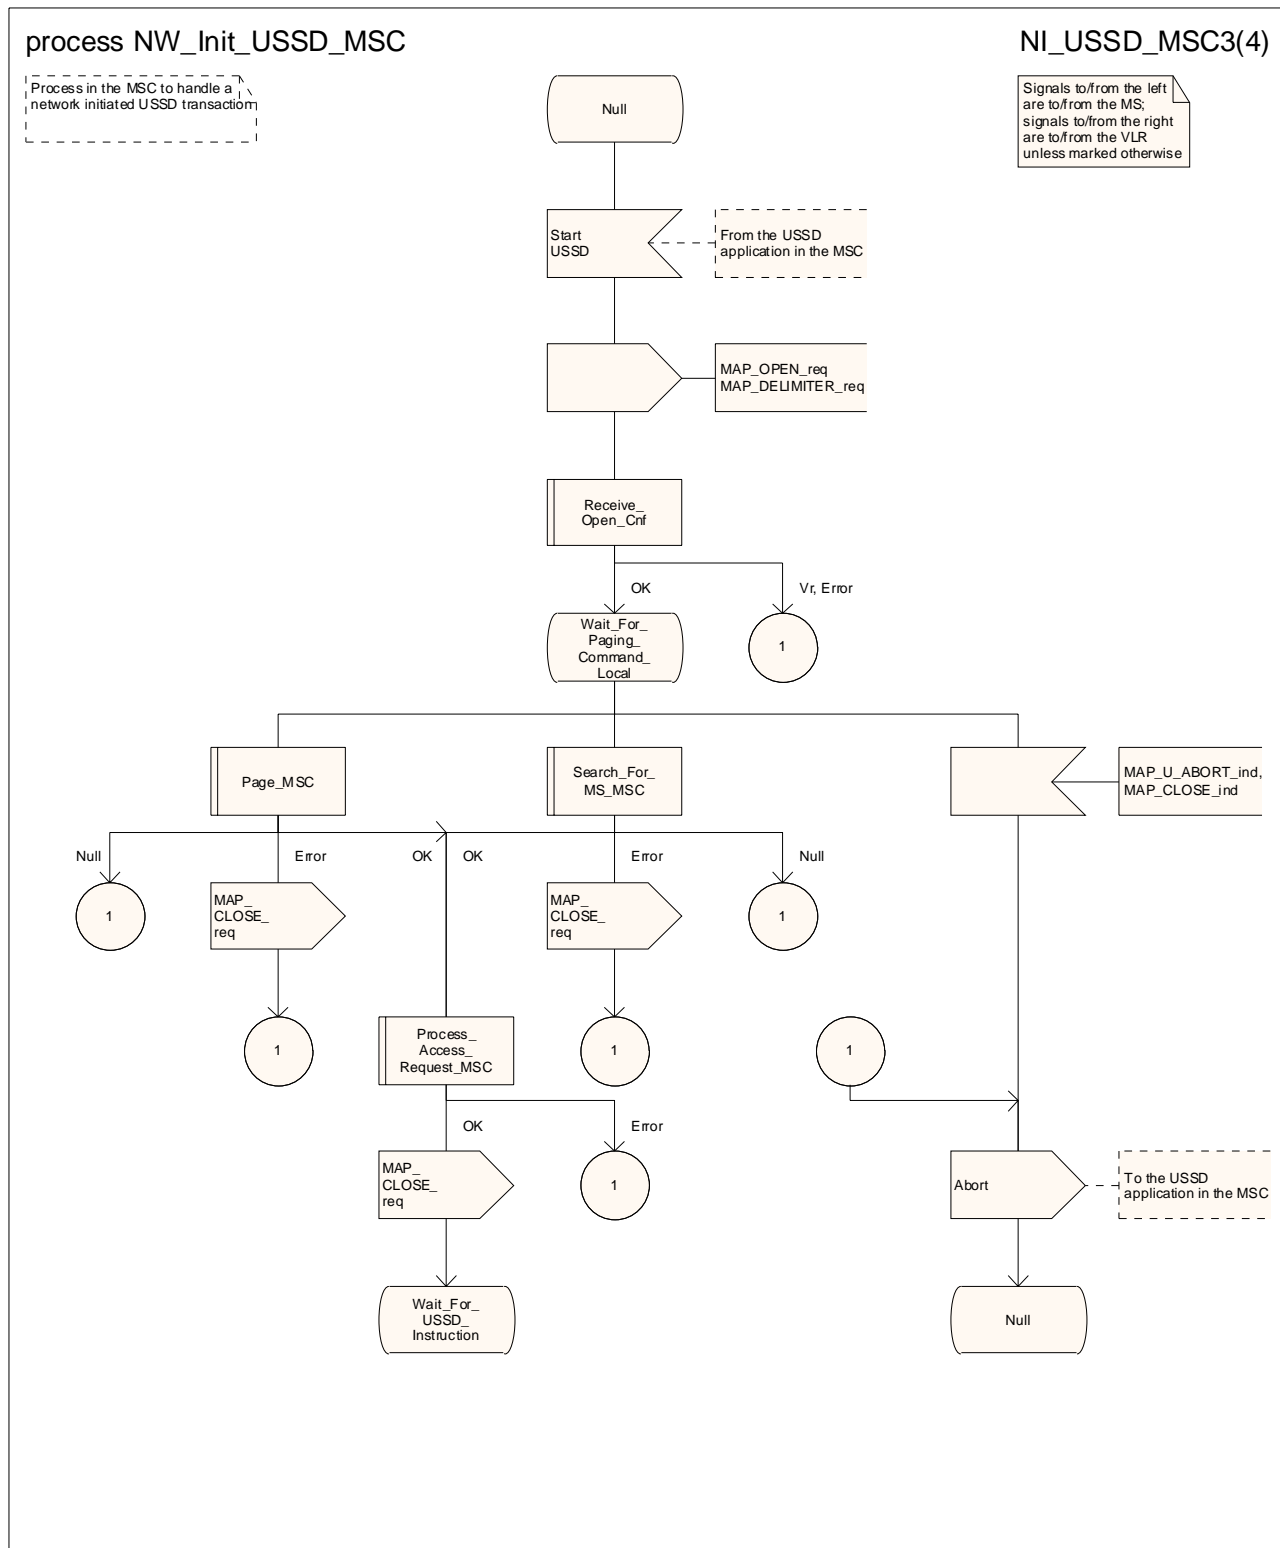 process NW_Init_USSD_MSC
NI_USSD_MSC3(4)
Process in the MSC to handle a
network initiated USSD transaction
Signals to/from the left
are to/from the MS;
signals to/from the right
are to/from the VLR
unless marked otherwise
Null
Start
USSD
From the USSD
application in the MSC
MAP_OPEN_req
MAP_DELIMITER_req
Receive_
Open_Cnf
OK
Vr, Error
Wait_For_
Paging_
Command_
Local
1
Page_MSC
Search_For_
MS_MSC
MAP_U_ABORT_ind,
MAP_CLOSE_ind
Null
Error
OK
OK
Error
Null
1
MAP_
CLOSE_
req
MAP_
CLOSE_
req
1
1
Process_
Access_
Request_MSC
1
1
OK
Error
MAP_
CLOSE_
req
1
Abort
To the USSD
application in the MSC
Wait_For_
USSD_
Instruction
Null